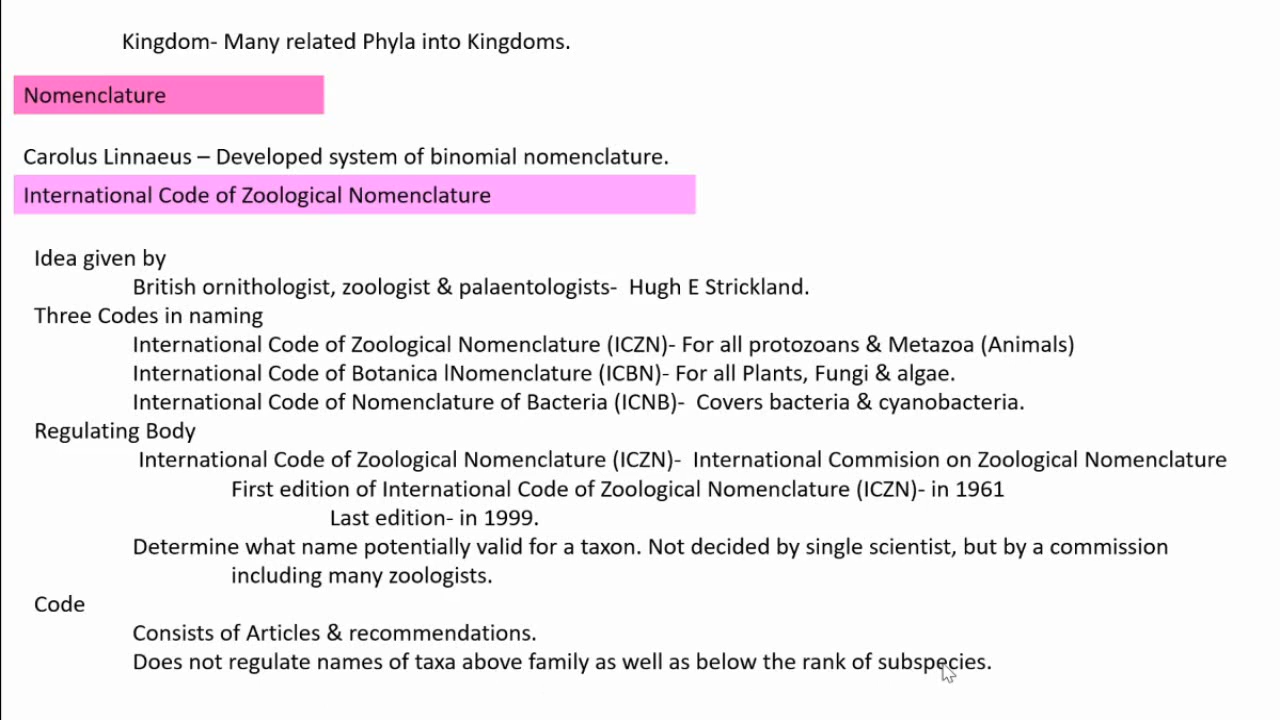 Kingdom- Many related Phyla into Kingdoms.
Nomenclature
Carolus Linnaeus – Developed system of binomial nomenclature.
International Code of Zoological Nomenclature
Idea given by
British ornithologist, zoologist & palaentologists- Hugh E Strickland.
Three Codes in naming
International Code of Zoological Nomenclature (ICZN)- For all protozoans & Metazoa (Animals)
International Code of Botanica lNomenclature (ICBN)- For all Plants, Fungi & algae.
International Code of Nomenclature of Bacteria (ICNB)- Covers bacteria & cyanobacteria.
Regulating Body
International Code of Zoological Nomenclature (ICZN)- International Commision on Zoological Nomenclature
First edition of International Code of Zoological Nomenclature (ICZN)- in 1961
Last edition- in 1999.
Determine what name potentially valid for a taxon. Not decided by single scientist, but by a commission
including many zoologists.
Code
Consists of Articles & recommendations.
Does not regulate names of taxa above family as well as below the rank of subspecies.